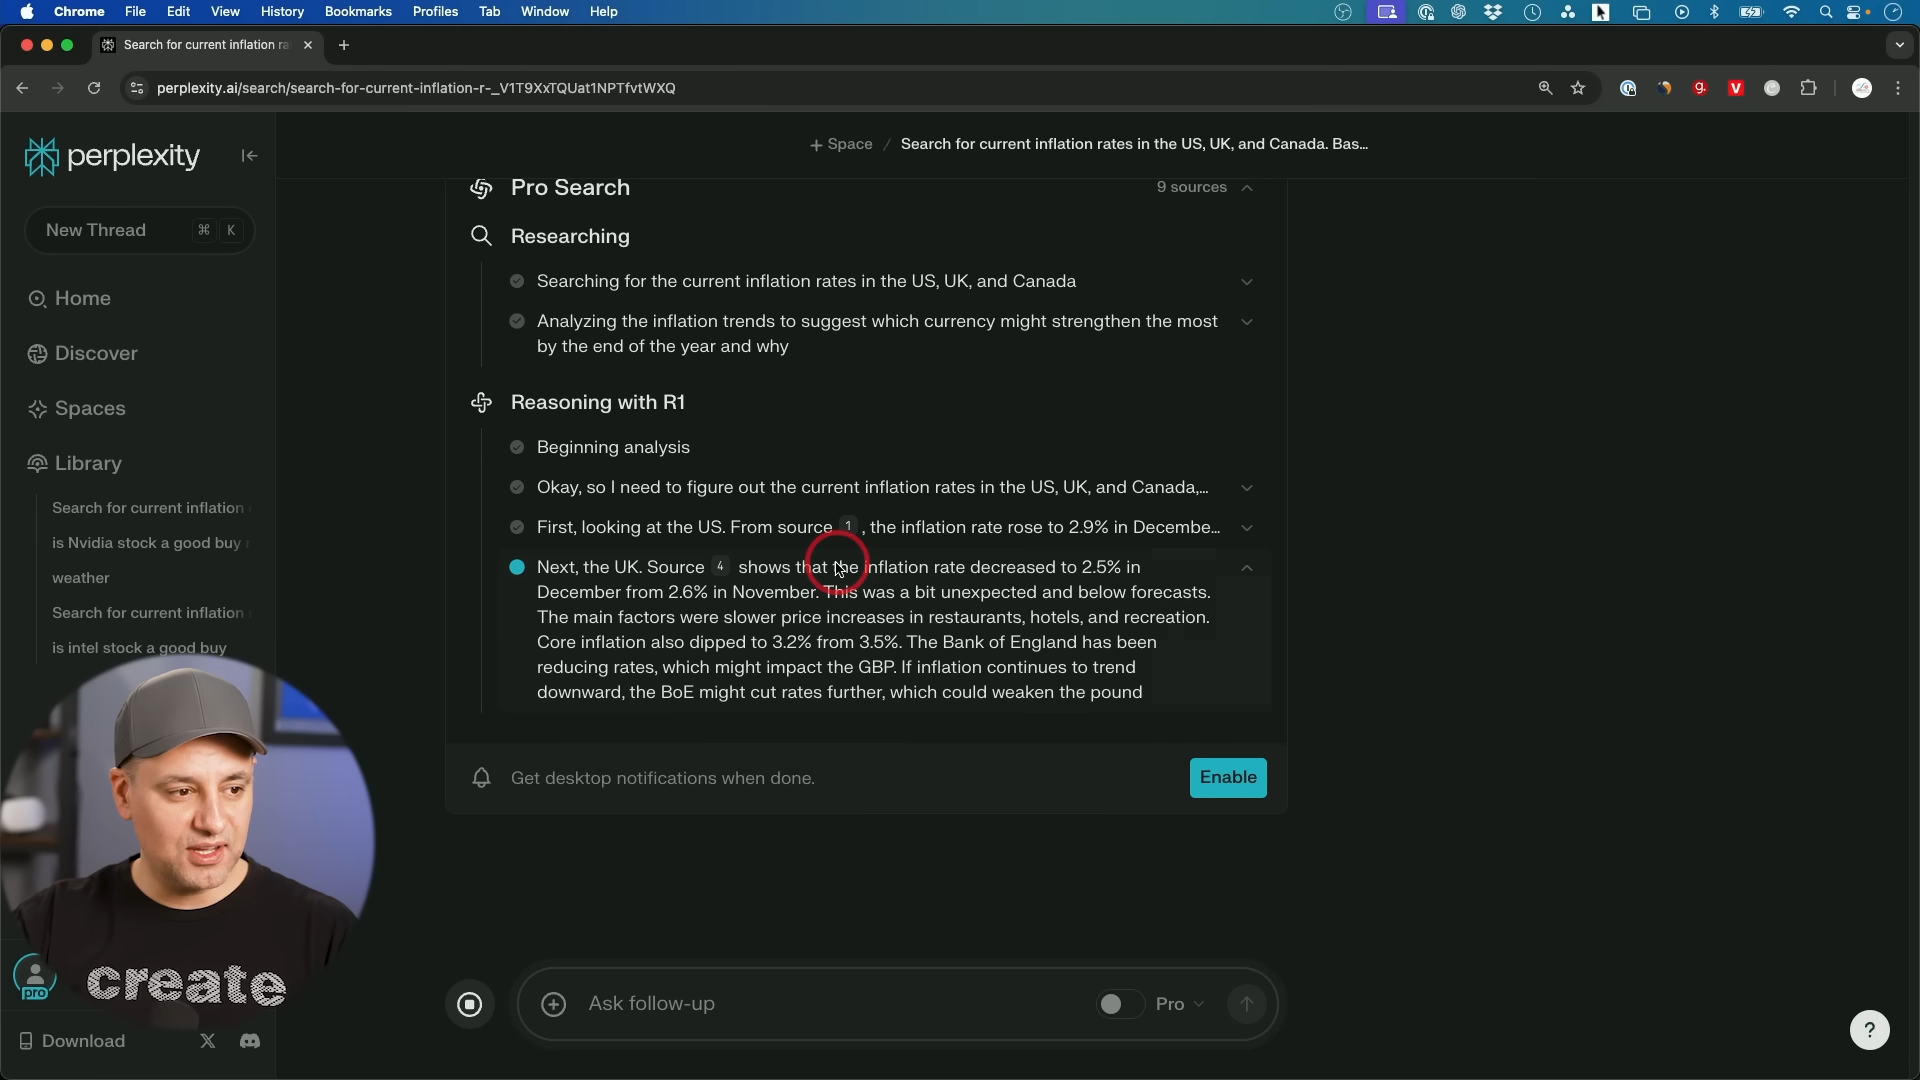 Chrome File Edit View History Bookmarks Profiles Tab Window Help
Search for current inflation ra
perplexity.ai/search/search-for-current-inflation-r-_V1T9XxTQUat1NPTfvtWXQ
perplexity
+ Space / Search for current inflation rates in the US, UK, and Canada. Bas...
New Thread ⌘ K
Home
Discover
Spaces
Library
Search for current inflation
is Nvidia stock a good buy
weather
Search for current inflation
is intel stock a good buy
Pro Search 9 sources
Researching
Searching for the current inflation rates in the US, UK, and Canada
Analyzing the inflation trends to suggest which currency might strengthen the most
by the end of the year and why
Reasoning with R1
Beginning analysis
Okay, so I need to figure out the current inflation rates in the US, UK, and Canada,...
First, looking at the US. From source 1 , the inflation rate rose to 2.9% in Decembe...
Next, the UK. Source 4 shows that the inflation rate decreased to 2.5% in
December from 2.6% in November. This was a bit unexpected and below forecasts.
The main factors were slower price increases in restaurants, hotels, and recreation.
Core inflation also dipped to 3.2% from 3.5%. The Bank of England has been
reducing rates, which might impact the GBP. If inflation continues to trend
downward, the BoE might cut rates further, which could weaken the pound
Get desktop notifications when done. Enable
pro
create
Ask follow-up Pro
Download
?